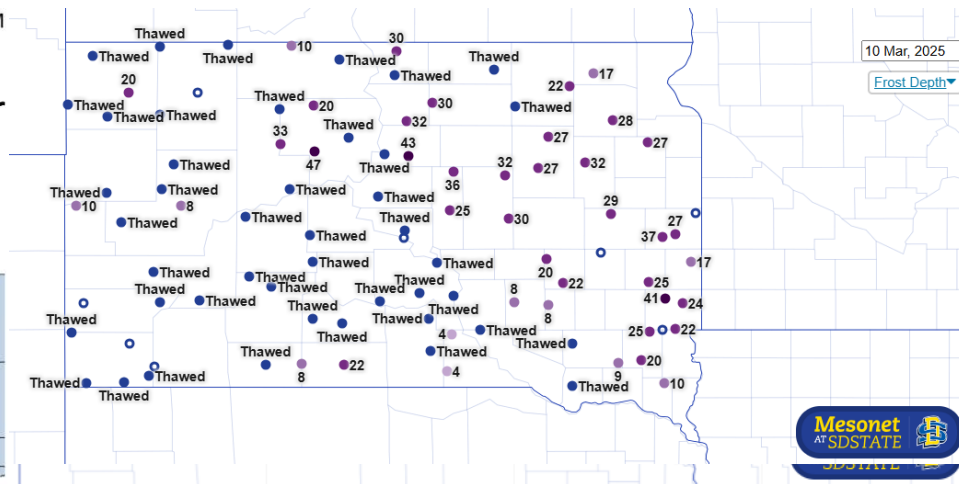 10 Mar, 2025
Frost Depth
Thawed
10
30
Thawed
Thawed
Thawed
Thawed
Thawed
17
20
22
Thawed
Thawed
20
30
Thawed
Thawed
Thawed
32
28
33
Thawed
27
27
47
43
Thawed
Thawed
32
27
32
36
Thawed
Thawed
Thawed
10
8
Thawed
25
29
Thawed
Thawed
Thawed
30
27
Thawed
37
Thawed
Thawed
17
Thawed
20
Thawed
Thawed
22
25
Thawed
Thawed
Thawed
Thawed
8
41
24
Thawed
Thawed
8
Thawed
Thawed
Thawed
4
Thawed
25
22
Thawed
Thawed
Thawed
20
8
22
4
9
Thawed
Thawed
Thawed
10
Thawed
Mesonet
AT SDSTATE
SDSTATE